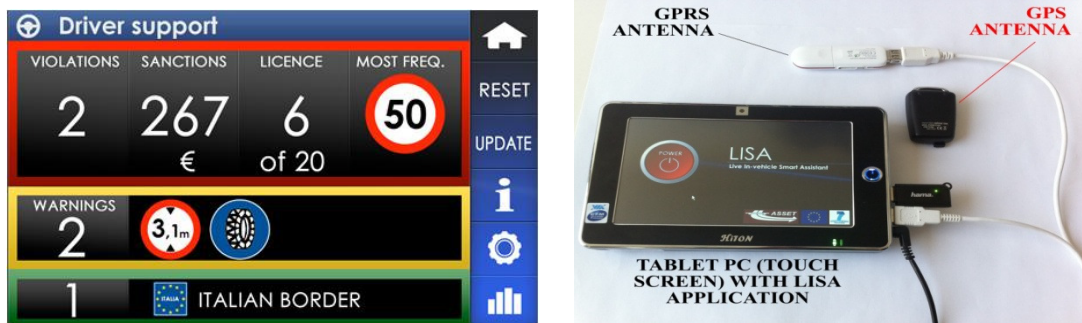 Driver support
VIOLATIONS SANCTIONS LICENCE MOST FREQ.
2 267 6 50
€ of 20
WARNINGS
2 3,1m
1 ITALIA ITALIAN BORDER
RESET
UPDATE
i
GPRS
ANTENNA
GPS
ANTENNA
POWER
LISA
Live in-vehicle Smart Assistant
ASSET
hama
HITON
TABLET PC (TOUCH
SCREEN) WITH LISA
APPLICATION